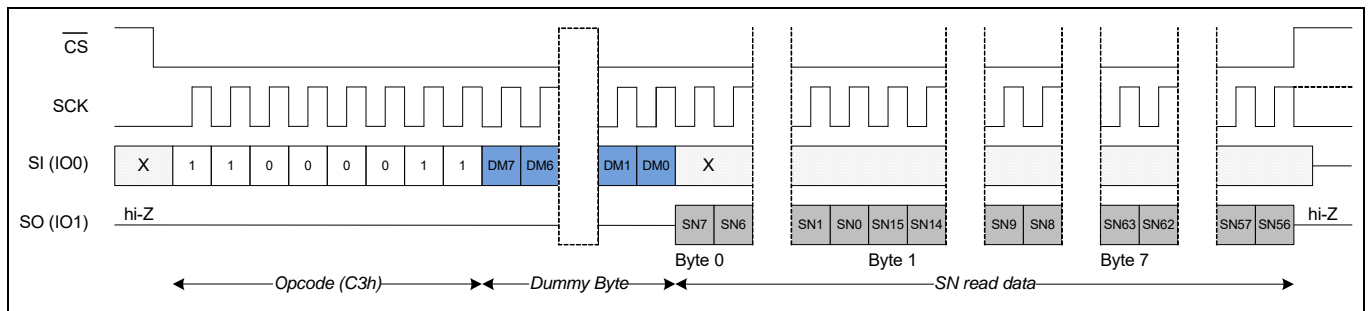 CS
SCK
SI (IO0) X 1 1 0 0 0 0 1 1 DM7 DM6 DM1 DM0 X
hi-Z hi-Z
SO (IO1) SN7 SN6 SN1 SN0 SN15 SN14 SN9 SN8 SN63 SN62 SN57 SN56
Byte 0 Byte 1 Byte 7
Opcode (C3h) Dummy Byte SN read data